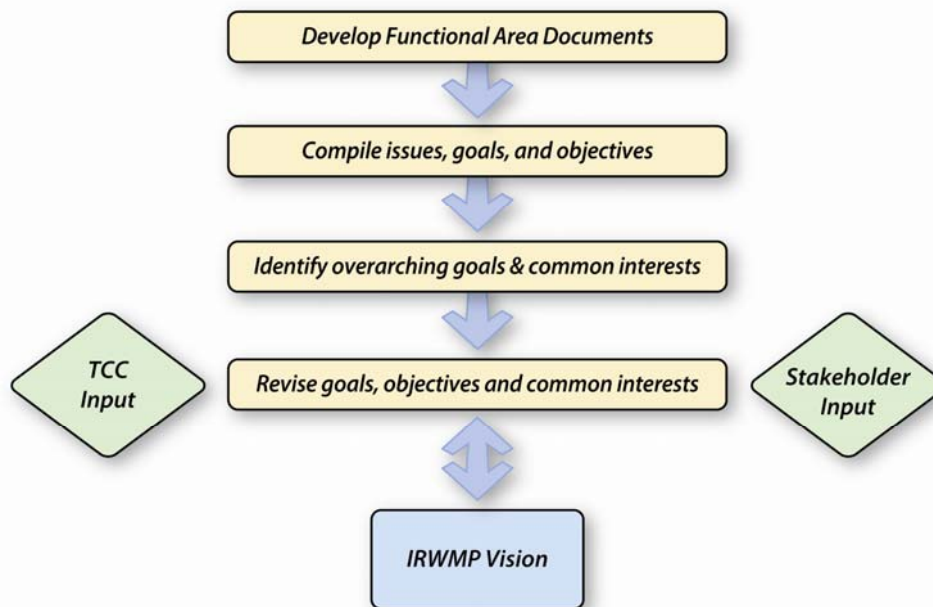 Develop Functional Area Documents
Compile issues, goals, and objectives
Identify overarching goals & common interests
TCC
Input
Revise goals, objectives and common interests
Stakeholder
Input
IRWMP Vision